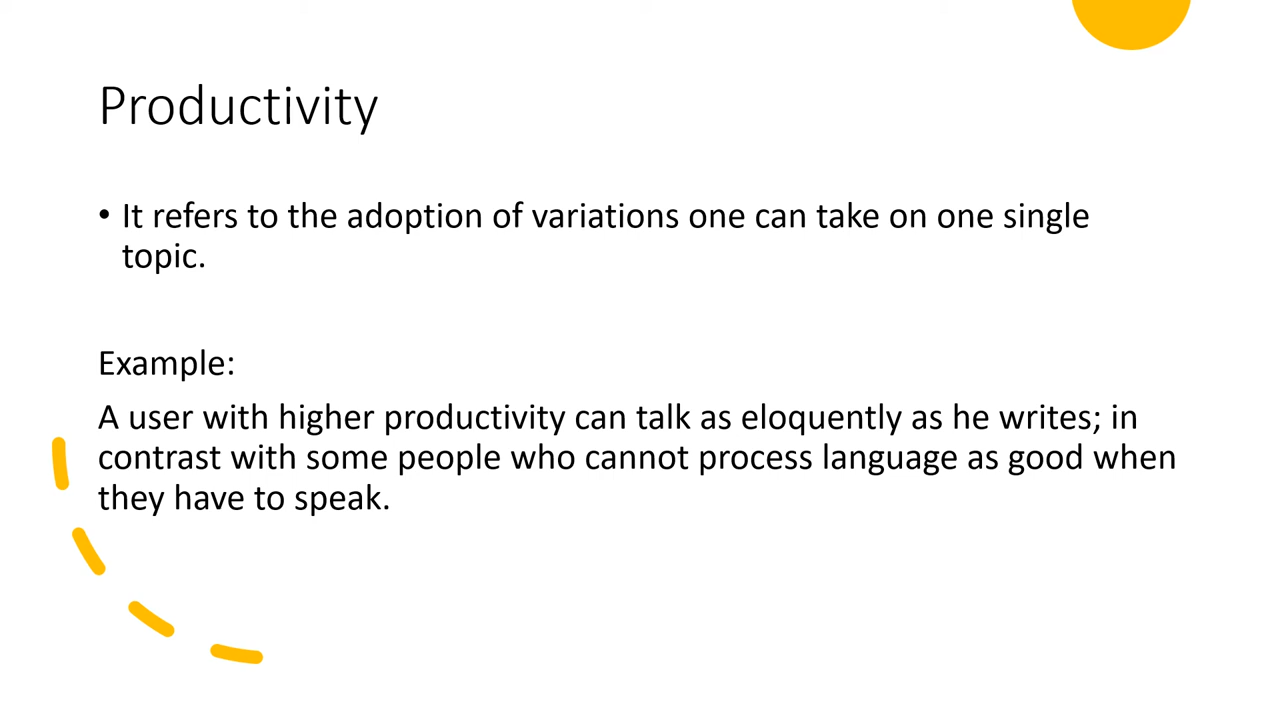 Productivity
• It refers to the adoption of variations one can take on one single
topic.
Example:
A user with higher productivity can talk as eloquently as he writes; in
contrast with some people who cannot process language as good when
they have to speak.